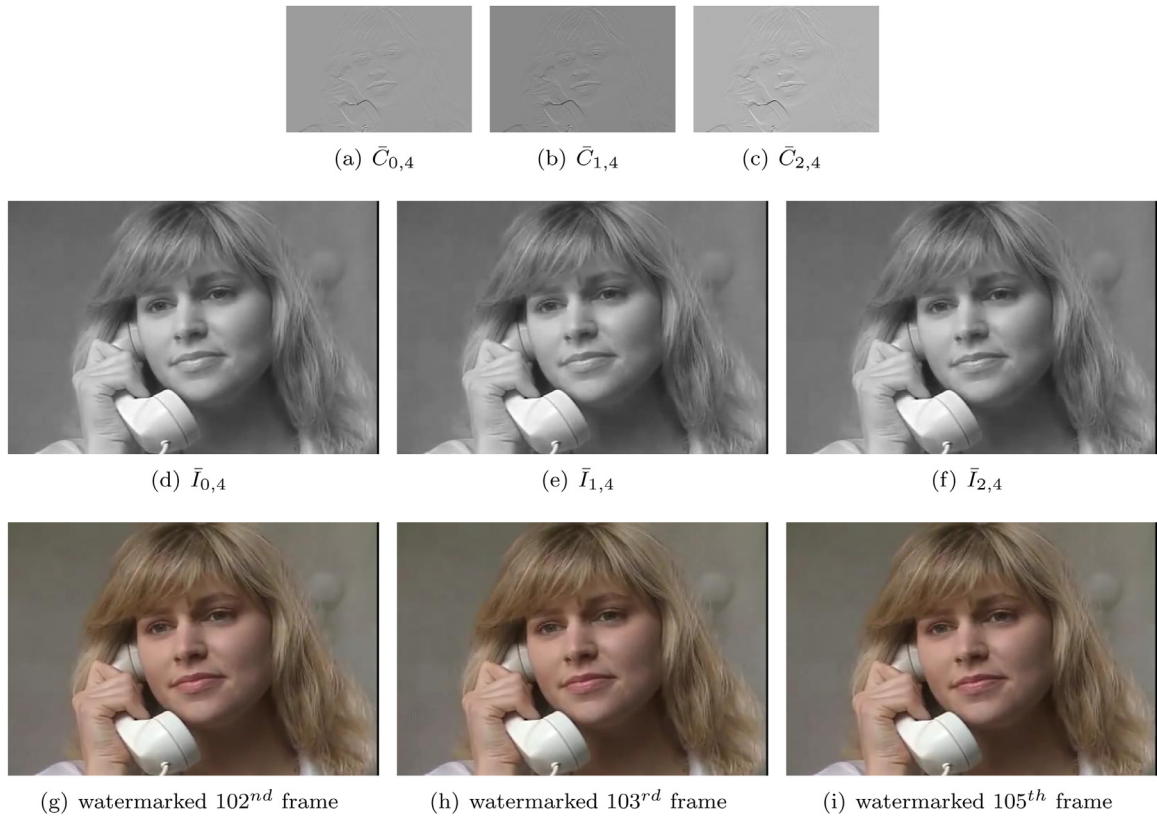 (a) C̄₀,₄
(b) C̄₁,₄
(c) C̄₂,₄
(d) Ī₀,₄
(e) Ī₁,₄
(f) Ī₂,₄
(g) watermarked 102ⁿᵈ frame
(h) watermarked 103ʳᵈ frame
(i) watermarked 105ᵗʰ frame